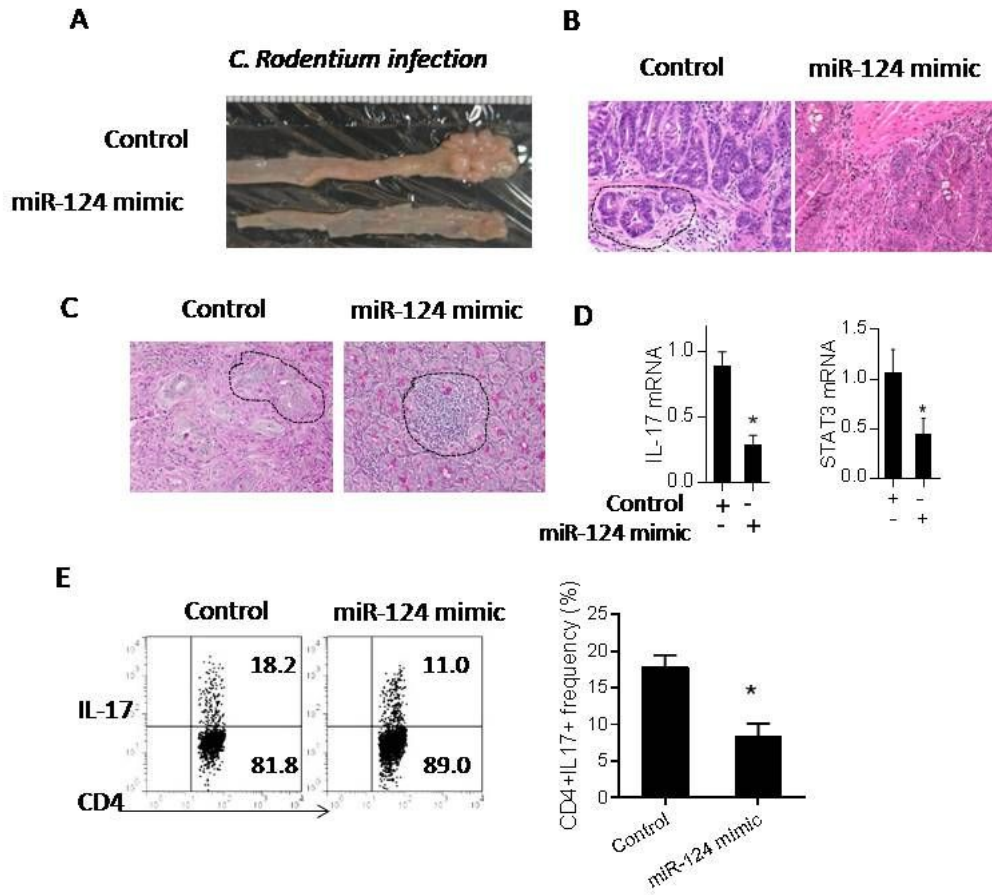 A
C. Rodentium infection
Control
miR-124 mimic
B
Control
miR-124 mimic
C
Control
miR-124 mimic
D
IL-17 mRNA
1.0
0.5
0.0
*
Control + -
miR-124 mimic - +
STAT3 mRNA
1.5
1.0
0.5
0.0
*
+ -
- +
E
Control
miR-124 mimic
18.2
11.0
IL-17
81.8
89.0
CD4
CD4+IL17+ frequency (%)
25
20
15
10
5
0
*
Control
miR-124 mimic